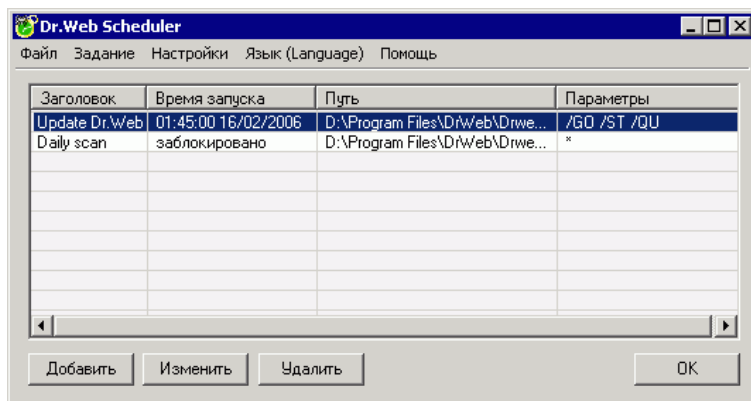 Dr.Web Scheduler
Файл Задание Настройки Язык (Language) Помощь
Заголовок Время запуска Путь Параметры
Update Dr.Web 01:45:00 16/02/2006 D:\Program Files\DrWeb\Drwe... /GO /ST /QU
Daily scan заблокировано D:\Program Files\DrWeb\Drwe... *
Добавить Изменить Удалить OK